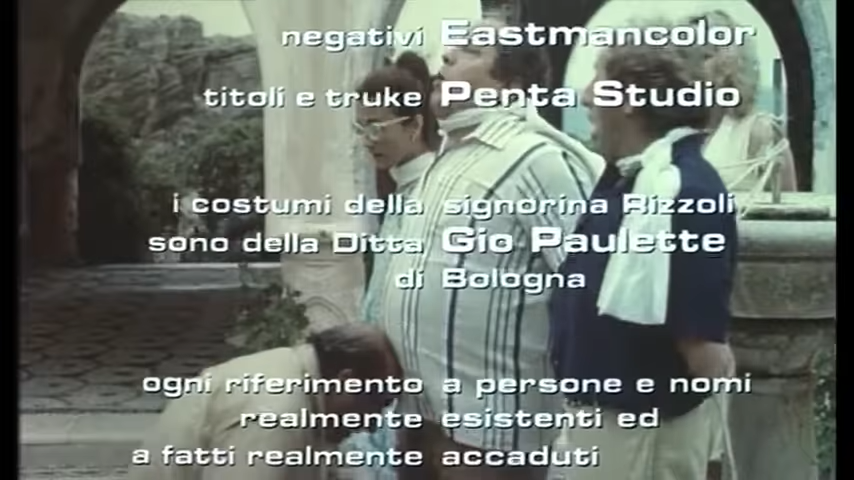 negativi Eastmancolor
titoli e truke Penta Studio
i costumi della signorina Rizzoli
sono della Ditta Gio Paulette
di Bologna
ogni riferimento a persone e nomi
realmente esistenti ed
a fatti realmente accaduti